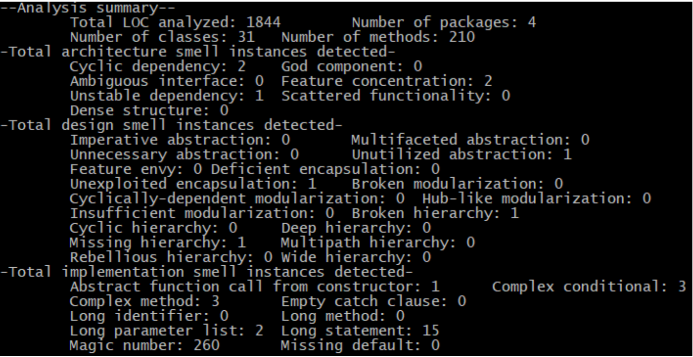 --Analysis summary--
Total LOC analyzed: 1844 Number of packages: 4
Number of classes: 31 Number of methods: 210
-Total architecture smell instances detected-
Cyclic dependency: 2 God component: 0
Ambiguous interface: 0 Feature concentration: 2
Unstable dependency: 1 Scattered functionality: 0
Dense structure: 0
-Total design smell instances detected-
Imperative abstraction: 0 Multifaceted abstraction: 0
Unnecessary abstraction: 0 Unutilized abstraction: 1
Feature envy: 0 Deficient encapsulation: 0
Unexploited encapsulation: 1 Broken modularization: 0
Cyclically-dependent modularization: 0 Hub-like modularization: 0
Insufficient modularization: 0 Broken hierarchy: 1
Cyclic hierarchy: 0 Deep hierarchy: 0
Missing hierarchy: 1 Multipath hierarchy: 0
Rebellious hierarchy: 0 Wide hierarchy: 0
-Total implementation smell instances detected-
Abstract function call from constructor: 1 Complex conditional: 3
Complex method: 3 Empty catch clause: 0
Long identifier: 0 Long method: 0
Long parameter list: 2 Long statement: 15
Magic number: 260 Missing default: 0